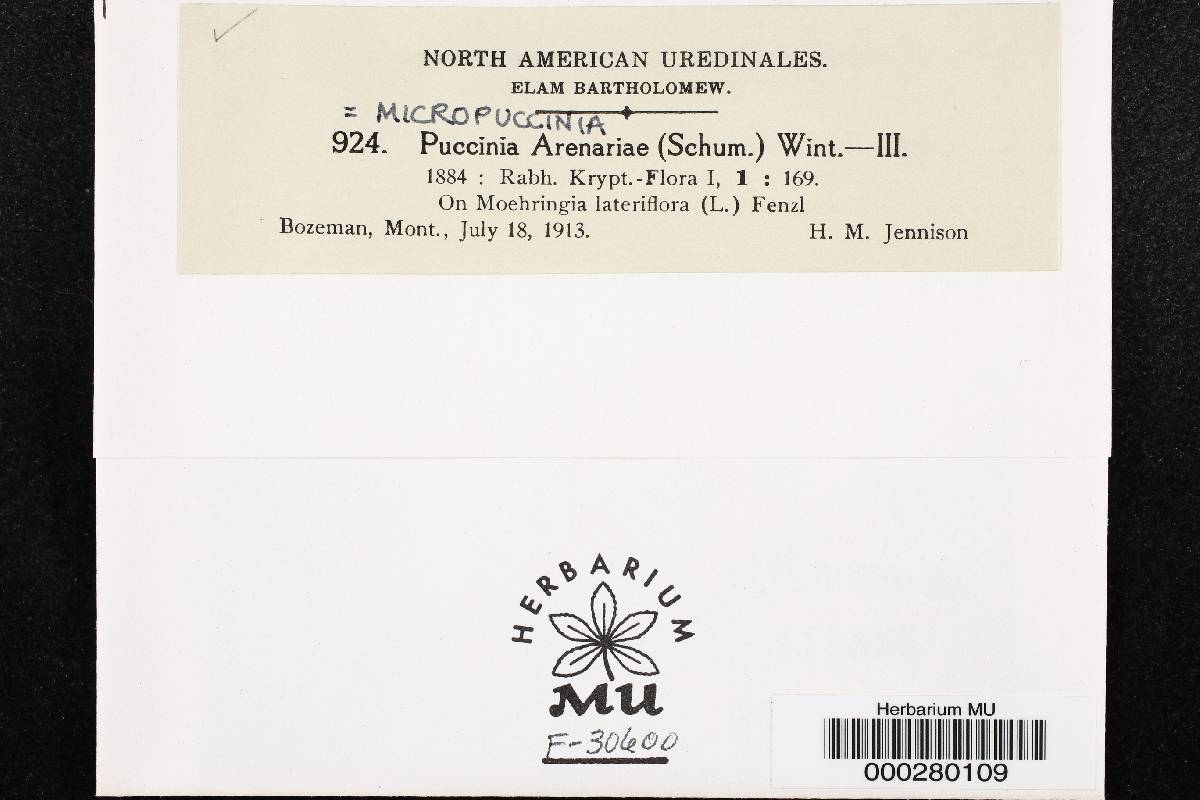 NORTH AMERICAN UREDINALES.
ELAM BARTHOLOMEW.
= MICROPUCCINIA
924. Puccinia Arenariae (Schum.) Wint.—III.
1884 : Rabh. Krypt.-Flora I, 1 : 169.
On Moehringia lateriflora (L.) Fenzl
Bozeman, Mont., July 18, 1913. H. M. Jennison
HERBARIUM
MU
F-30600
Herbarium MU
000280109